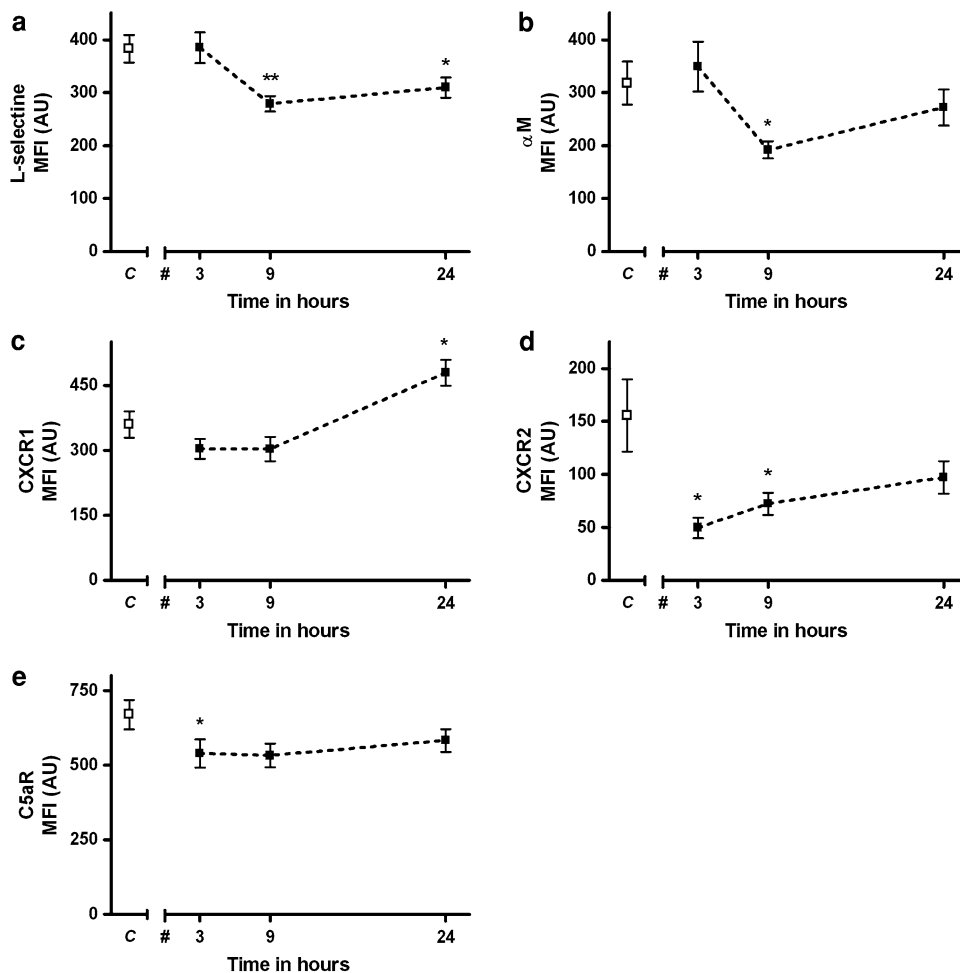 a
L-selectine
MFI (AU)
400
300
200
100
0
**
*
C # 3 9 24
Time in hours
b
αM
MFI (AU)
400
300
200
100
0
*
C # 3 9 24
Time in hours
c
CXCR1
MFI (AU)
450
300
150
0
*
C # 3 9 24
Time in hours
d
CXCR2
MFI (AU)
200
150
100
50
0
*
*
C # 3 9 24
Time in hours
e
C5aR
MFI (AU)
750
500
250
0
*
C # 3 9 24
Time in hours